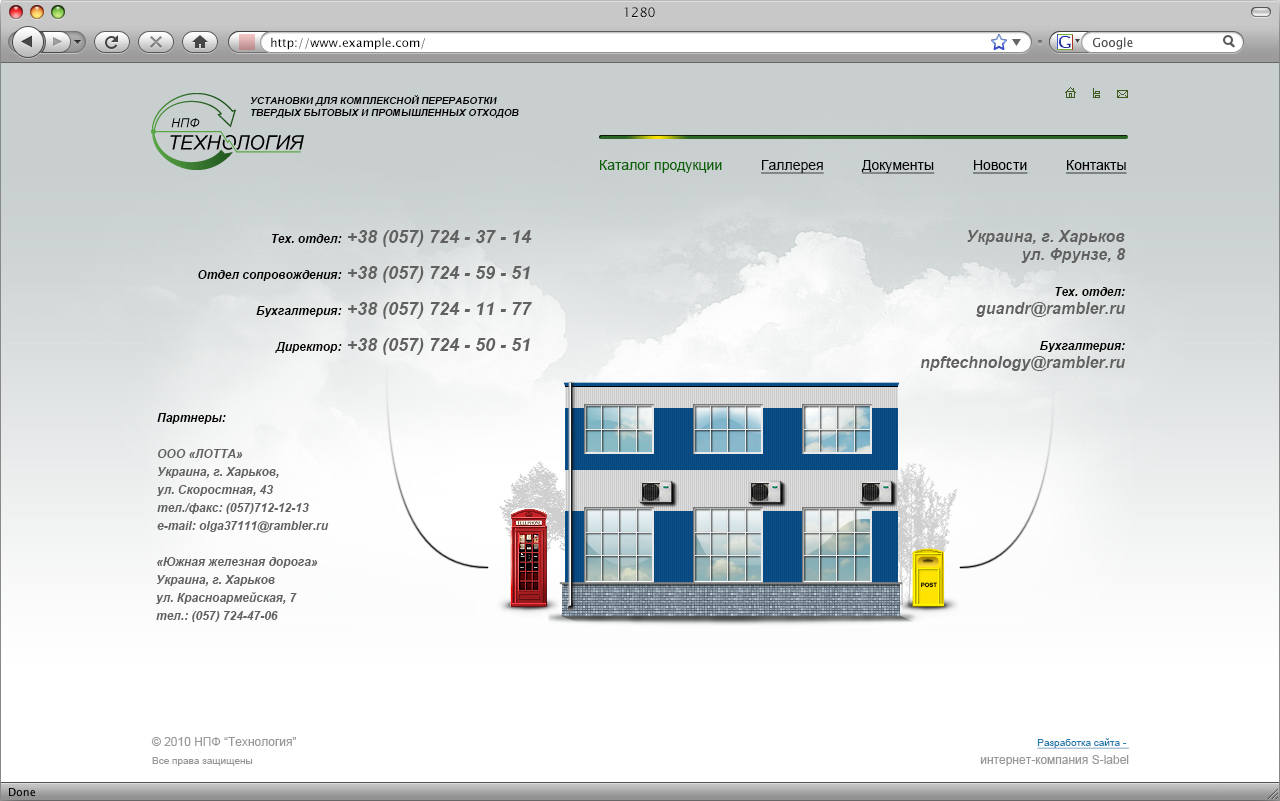 1280
http://www.example.com/
G
Google
УСТАНОВКИ ДЛЯ КОМПЛЕКСНОЙ ПЕРЕРАБОТКИ
ТВЕРДЫХ БЫТОВЫХ И ПРОМЫШЛЕННЫХ ОТХОДОВ
НПФ
ТЕХНОЛОГИЯ
Каталог продукции Галлерея Документы Новости Контакты
Тех. отдел: +38 (057) 724 - 37 - 14
Отдел сопровождения: +38 (057) 724 - 59 - 51
Бухгалтерия: +38 (057) 724 - 11 - 77
Директор: +38 (057) 724 - 50 - 51
Украина, г. Харьков
ул. Фрунзе, 8
Тех. отдел:
guandr@rambler.ru
Бухгалтерия:
npftechnology@rambler.ru
Партнеры:
ООО «ЛОТТА»
Украина, г. Харьков,
ул. Скоростная, 43
тел./факс: (057)712-12-13
e-mail: olga37111@rambler.ru
«Южная железная дорога»
Украина, г. Харьков
ул. Красноармейская, 7
тел.: (057) 724-47-06
TELEPHONE
POST
© 2010 НПФ “Технология”
Все права защищены
Разработка сайта -
интернет-компания S-label
Done